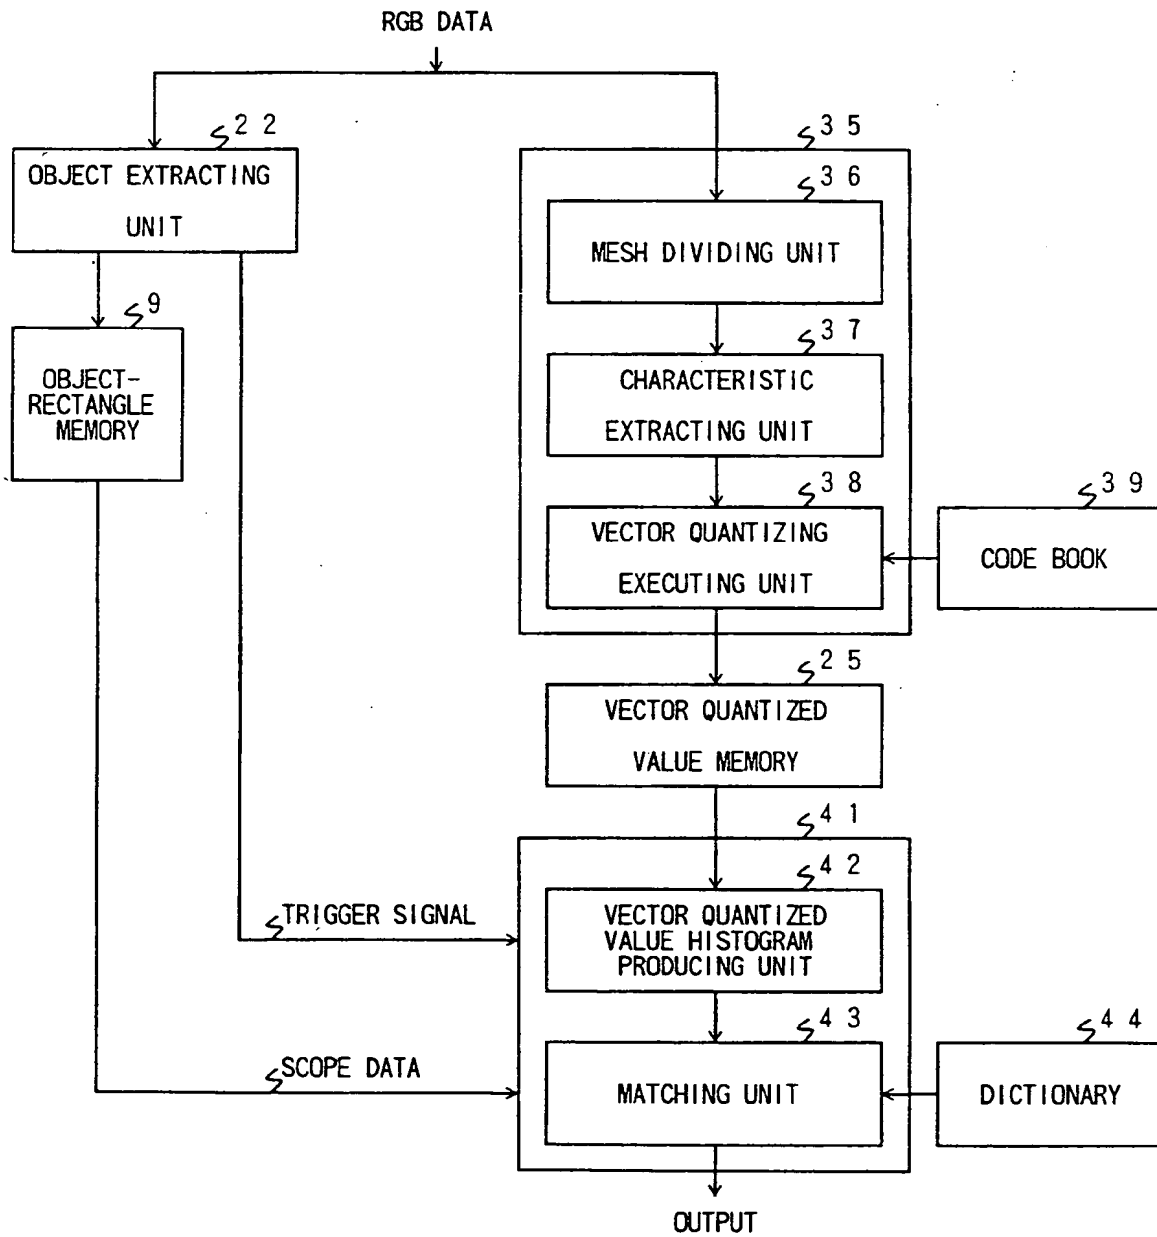 RGB DATA
22
OBJECT EXTRACTING
UNIT
9
OBJECT-
RECTANGLE
MEMORY
35
36
MESH DIVIDING UNIT
37
CHARACTERISTIC
EXTRACTING UNIT
38
VECTOR QUANTIZING
EXECUTING UNIT
39
CODE BOOK
25
VECTOR QUANTIZED
VALUE MEMORY
41
42
VECTOR QUANTIZED
VALUE HISTOGRAM
PRODUCING UNIT
TRIGGER SIGNAL
43
MATCHING UNIT
44
DICTIONARY
SCOPE DATA
OUTPUT